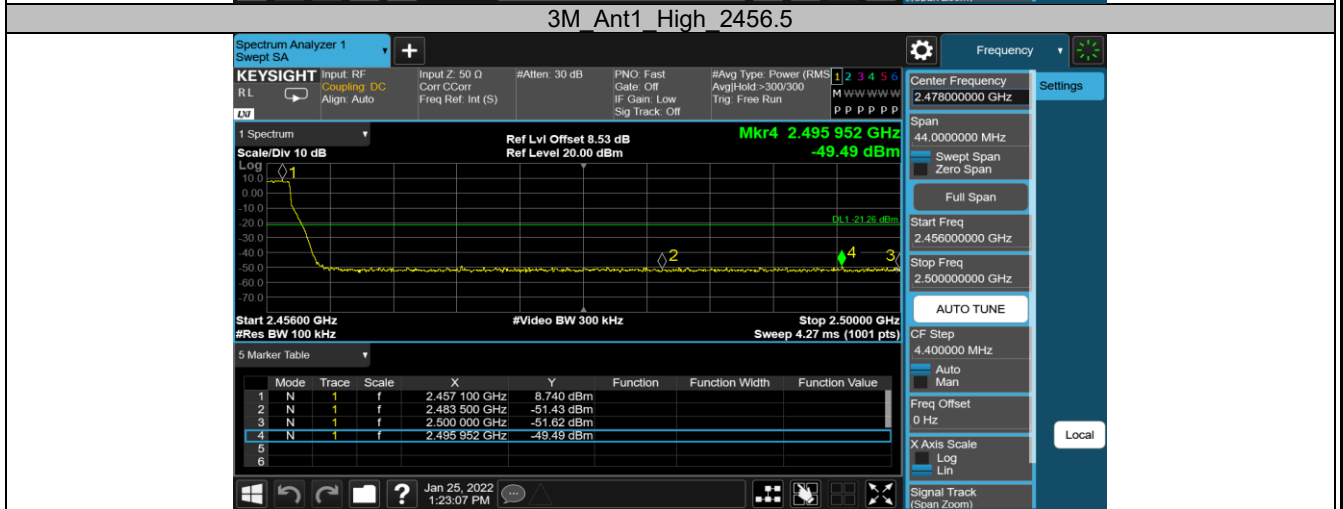 3M_Ant1_High_2456.5
Spectrum Analyzer 1
Swept SA
Frequency
KEYSIGHT
RL
LXI
Input: RF
Coupling: DC
Align: Auto
Input Z: 50 Ω
Corr CCorr
Freq Ref: Int (S)
#Atten: 30 dB
PNO: Fast
Gate: Off
IF Gain: Low
Sig Track: Off
#Avg Type: Power (RMS
Avg|Hold:>300/300
Trig: Free Run
1 2 3 4 5 6
M W W W W W
P P P P P P
1 Spectrum
Scale/Div 10 dB
Ref Lvl Offset 8.53 dB
Ref Level 20.00 dBm
Mkr4 2.495 952 GHz
-49.49 dBm
Log
10.0
0.00
-10.0
-20.0
-30.0
-40.0
-50.0
-60.0
-70.0
1
DL1 -21.26 dBm
2
4
3
Start 2.45600 GHz
#Video BW 300 kHz
Stop 2.50000 GHz
#Res BW 100 kHz
Sweep 4.27 ms (1001 pts)
5 Marker Table
Mode Trace Scale X Y Function Function Width Function Value
1 N 1 f 2.457 100 GHz 8.740 dBm
2 N 1 f 2.483 500 GHz -51.43 dBm
3 N 1 f 2.500 000 GHz -51.62 dBm
4 N 1 f 2.495 952 GHz -49.49 dBm
5
6
Jan 25, 2022
1:23:07 PM
Center Frequency
2.478000000 GHz
Settings
Span
44.0000000 MHz
Swept Span
Zero Span
Full Span
Start Freq
2.456000000 GHz
Stop Freq
2.500000000 GHz
AUTO TUNE
CF Step
4.400000 MHz
Auto
Man
Freq Offset
0 Hz
Local
X Axis Scale
Log
Lin
Signal Track
(Span Zoom)